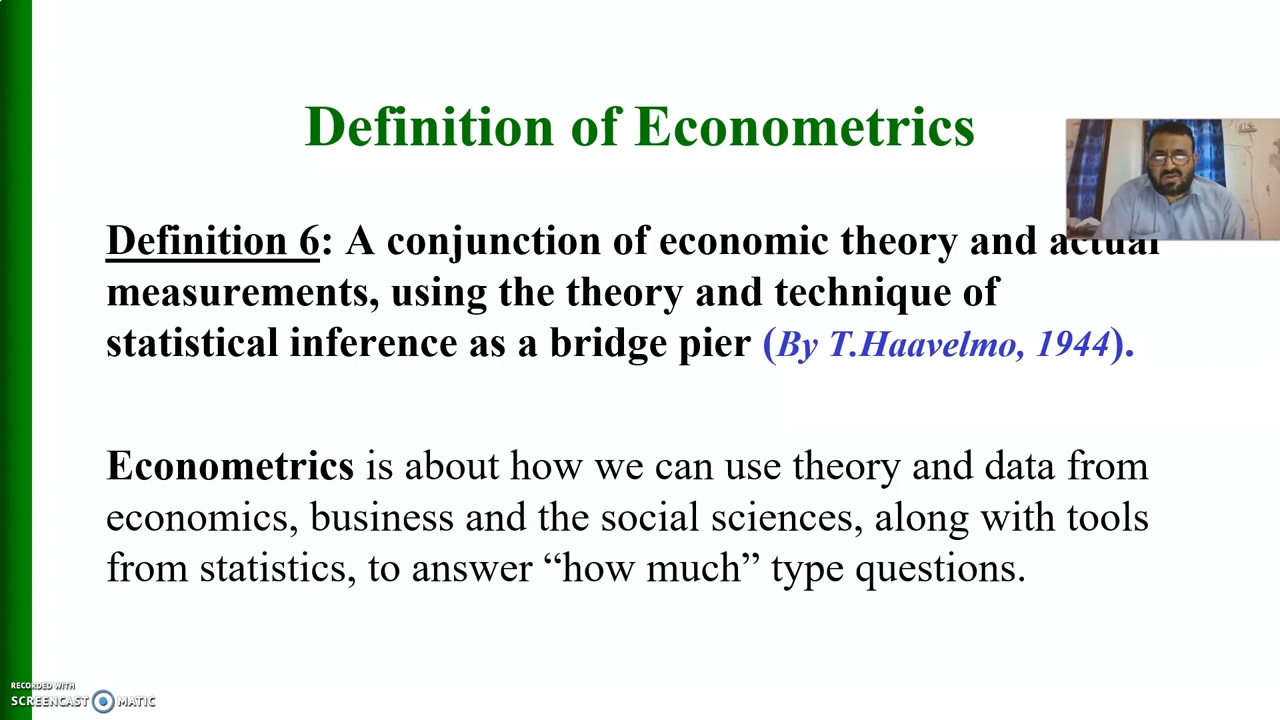 Definition of Econometrics
Definition 6: A conjunction of economic theory and actual
measurements, using the theory and technique of
statistical inference as a bridge pier (By T.Haavelmo, 1944).
Econometrics is about how we can use theory and data from
economics, business and the social sciences, along with tools
from statistics, to answer “how much” type questions.
RECORDED WITH
SCREENCAST MATIC